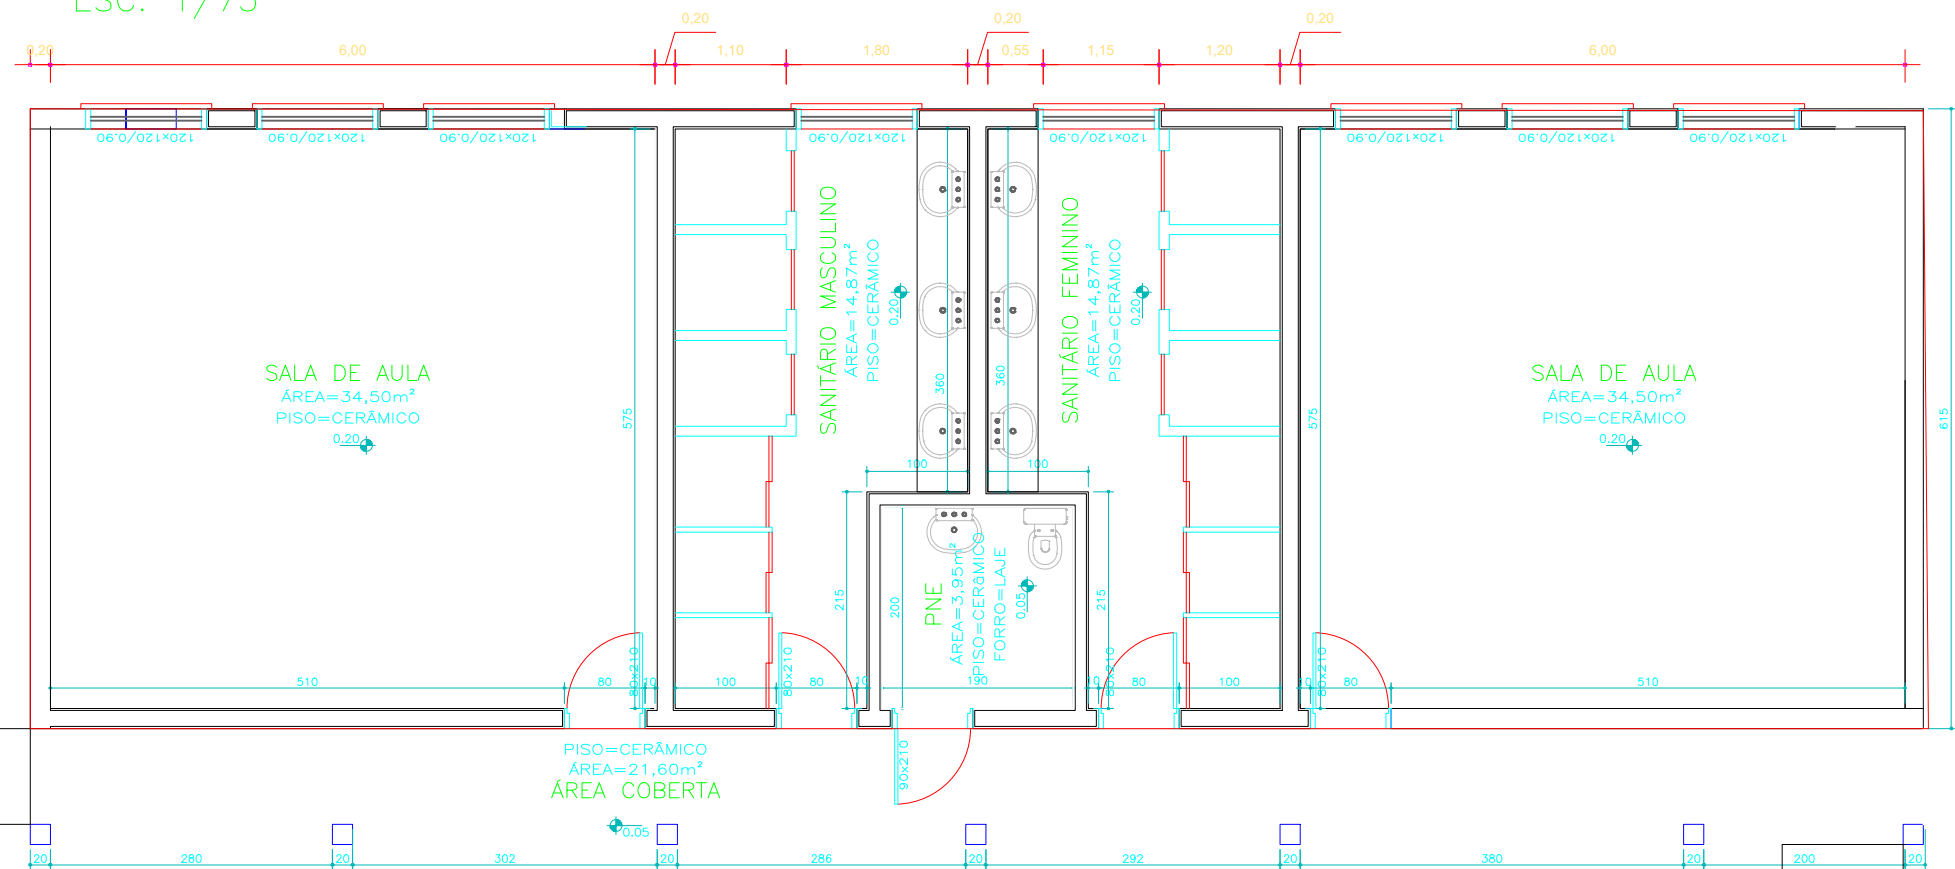 ESC. 1/75
0,20
0,20
0,20
0,20
6,00
1,10
1,80
0,55
1,15
1,20
6,00
120x120/0.90
120x120/0.90
120x120/0.90
120x120/0.90
120x120/0.90
120x120/0.90
120x120/0.90
120x120/0.90
SALA DE AULA
ÁREA=34,50m²
PISO=CERÂMICO
0.20
575
SANITÁRIO MASCULINO
ÁREA=14,87m²
PISO=CERÂMICO
0.20
360
360
SANITÁRIO FEMININO
ÁREA=14,87m²
PISO=CERÂMICO
0.20
575
SALA DE AULA
ÁREA=34,50m²
PISO=CERÂMICO
0.20
615
100
100
215
200
PNE
ÁREA=3,95m²
PISO=CERâMICO
FORRO=LAJE
0.05
215
510
80
10
80x210
100
80x210
80
10
190
10
80
80x210
100
10
80
80x210
510
90x210
PISO=CERÂMICO
ÁREA=21,60m²
ÁREA COBERTA
0.05
20
280
20
302
20
286
20
292
20
380
20
200
20